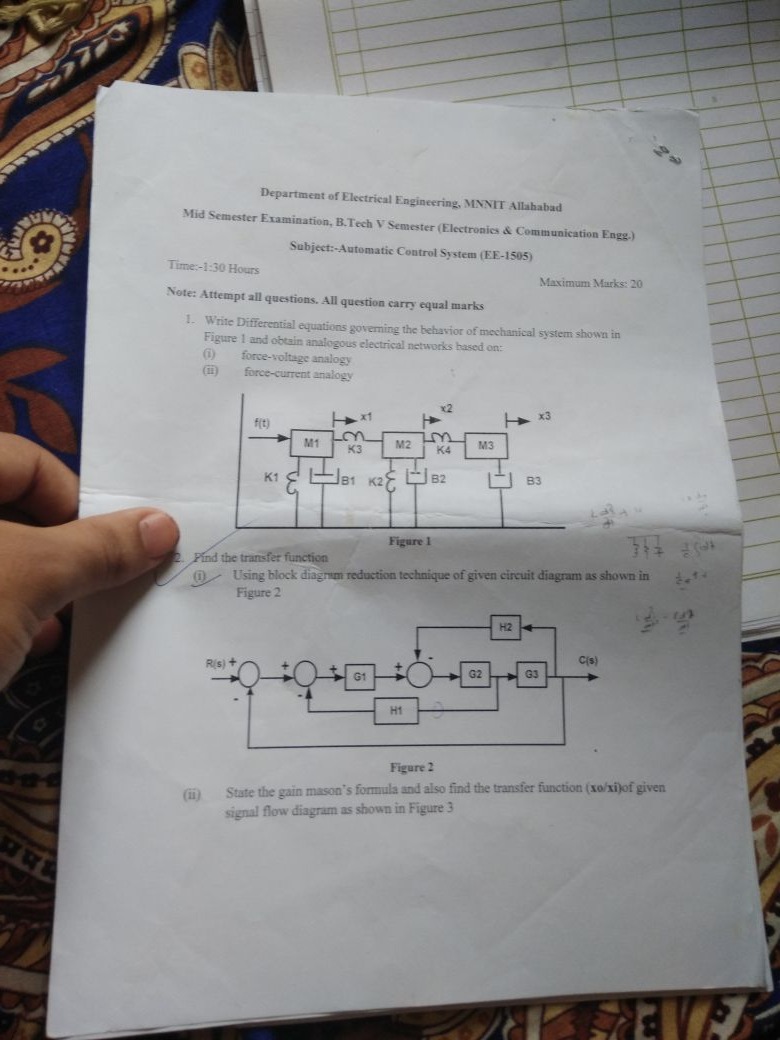 Department of Electrical Engineering, MNNIT Allahabad
Mid Semester Examination, B.Tech V Semester (Electronics & Communication Engg.)
Subject:-Automatic Control System (EE-1505)
Time:-1:30 Hours
Maximum Marks: 20
Note: Attempt all questions. All question carry equal marks
1. Write Differential equations governing the behavior of mechanical system shown in
Figure 1 and obtain analogous electrical networks based on:
(i) force-voltage analogy
(ii) force-current analogy
f(t) x1 x2 x3
M1 K3 M2 K4 M3
K1 B1 K2 B2 B3
Figure 1
2. Find the transfer function
(i) Using block diagram reduction technique of given circuit diagram as shown in
Figure 2
H2
R(s) + + + + - C(s)
G1 G2 G3
- -
H1
Figure 2
(ii) State the gain mason's formula and also find the transfer function (xo/xi)of given
signal flow diagram as shown in Figure 3